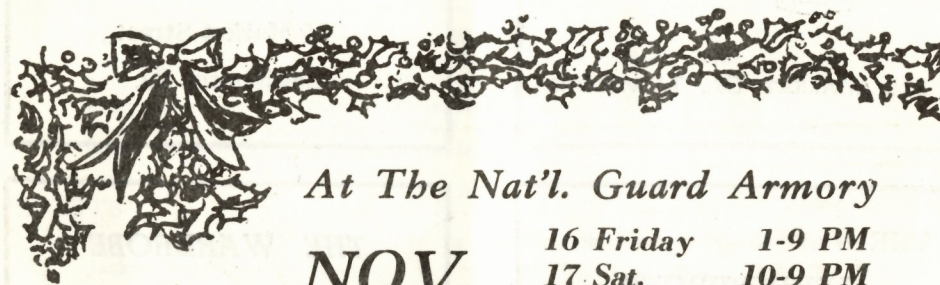 At The Nat'l. Guard Armory
16 Friday 1-9 PM
NOV
17 Sat. 10-9 PM